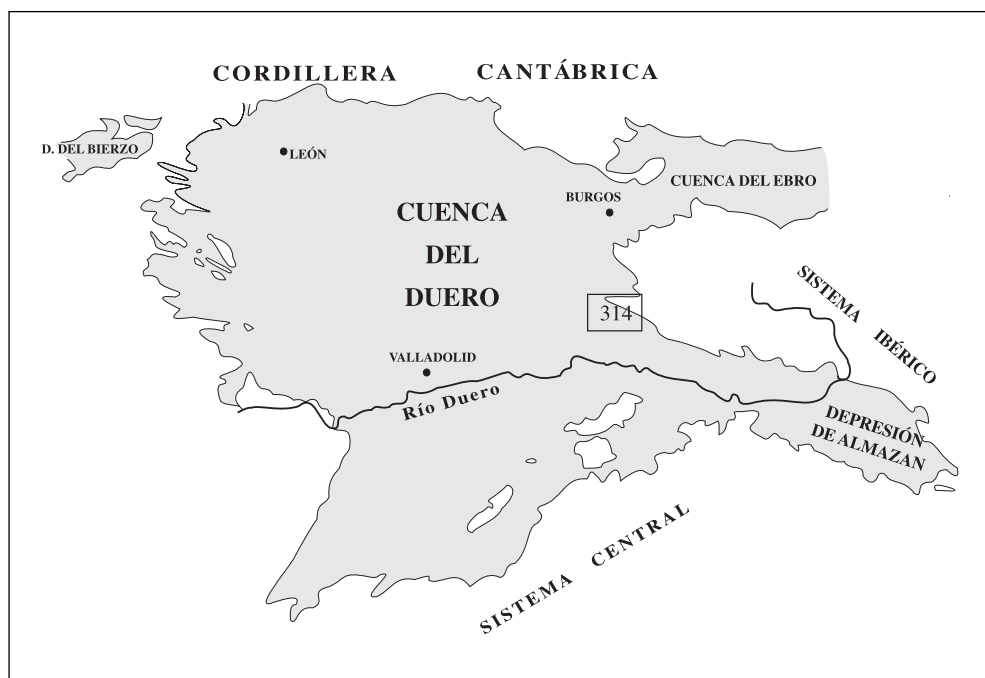 CORDILLERA CANTÁBRICA
D. DEL BIERZO
LEÓN
CUENCA DEL EBRO
BURGOS
CUENCA
DEL
DUERO
SISTEMA IBÉRICO
314
VALLADOLID
Río Duero
DEPRESIÓN
DE ALMAZAN
SISTEMA CENTRAL